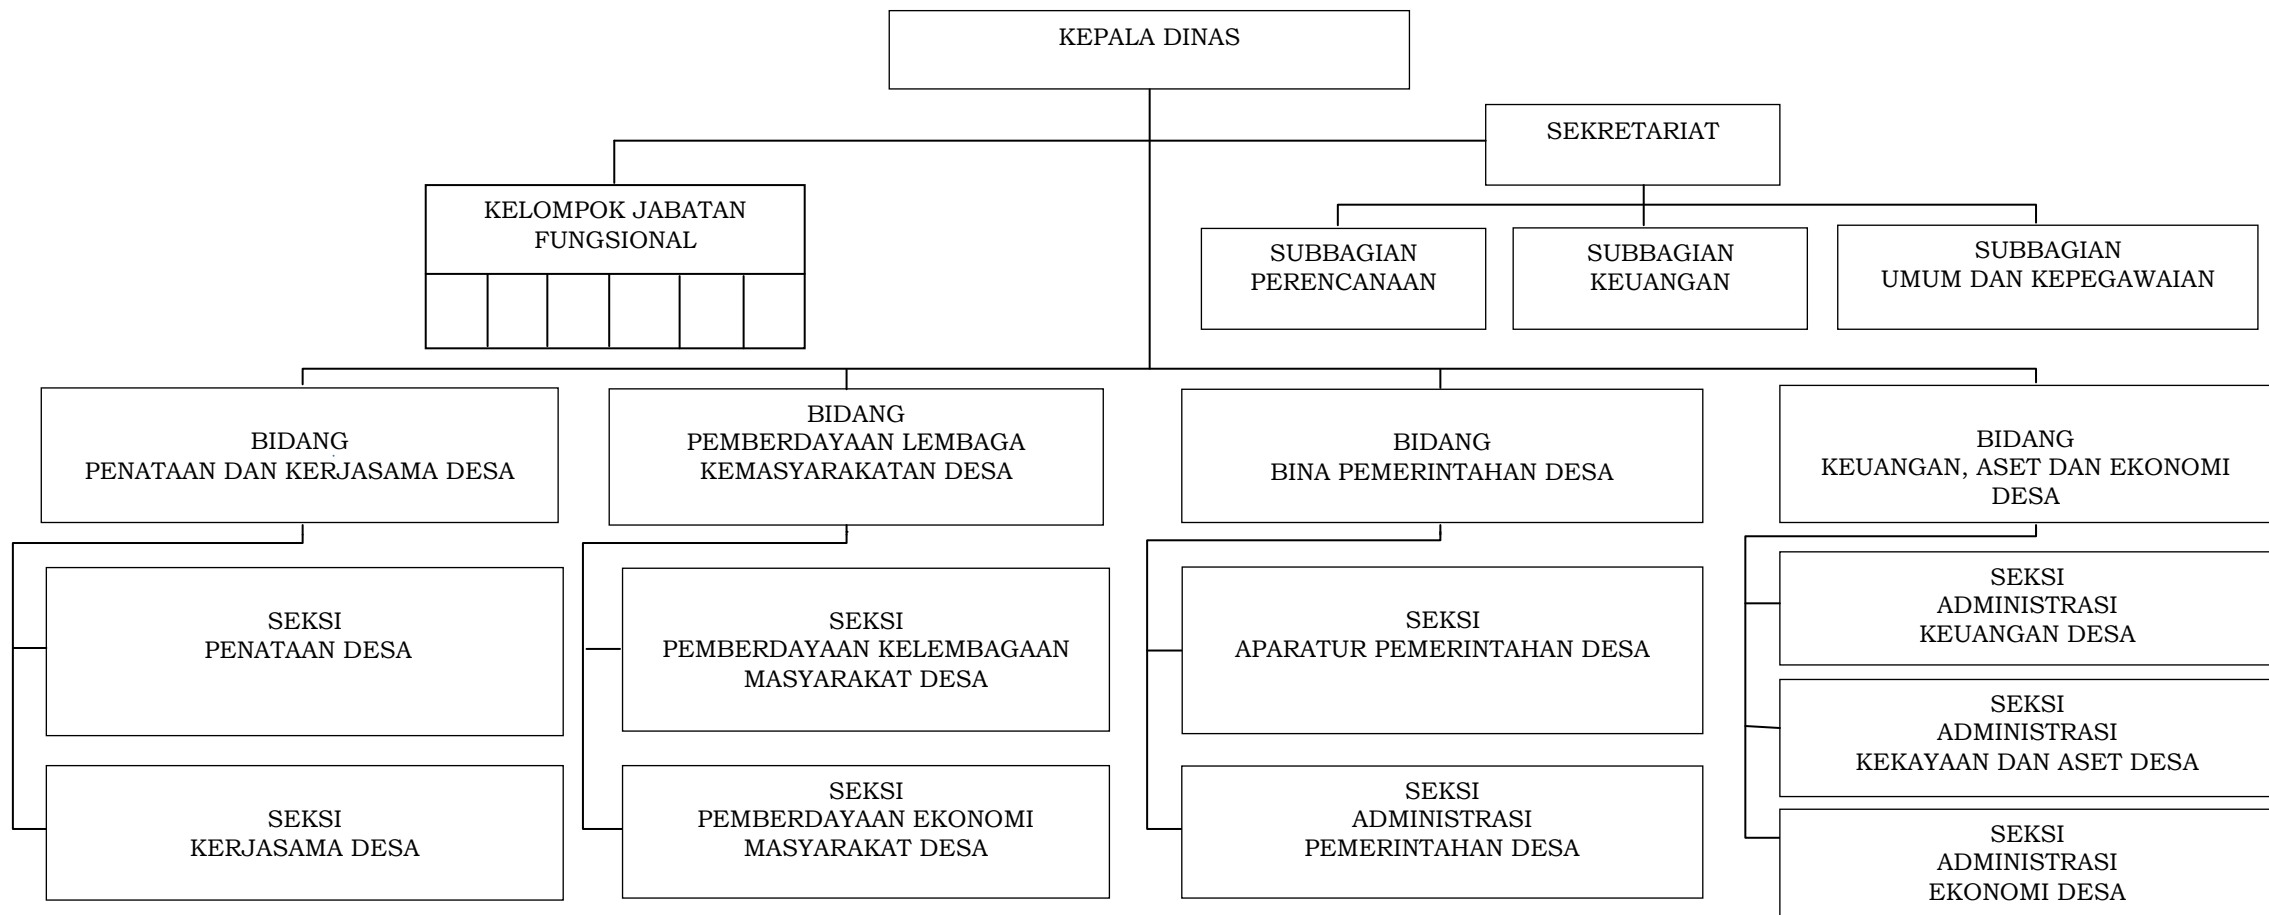 KEPALA DINAS
SEKRETARIAT
KELOMPOK JABATAN
FUNGSIONAL
SUBBAGIAN
PERENCANAAN
SUBBAGIAN
KEUANGAN
SUBBAGIAN
UMUM DAN KEPEGAWAIAN
BIDANG
PENATAAN DAN KERJASAMA DESA
BIDANG
PEMBERDAYAAN LEMBAGA
KEMASYARAKATAN DESA
BIDANG
BINA PEMERINTAHAN DESA
BIDANG
KEUANGAN, ASET DAN EKONOMI
DESA
SEKSI
PENATAAN DESA
SEKSI
PEMBERDAYAAN KELEMBAGAAN
MASYARAKAT DESA
SEKSI
APARATUR PEMERINTAHAN DESA
SEKSI
ADMINISTRASI
KEUANGAN DESA
SEKSI
ADMINISTRASI
KEKAYAAN DAN ASET DESA
SEKSI
KERJASAMA DESA
SEKSI
PEMBERDAYAAN EKONOMI
MASYARAKAT DESA
SEKSI
ADMINISTRASI
PEMERINTAHAN DESA
SEKSI
ADMINISTRASI
EKONOMI DESA